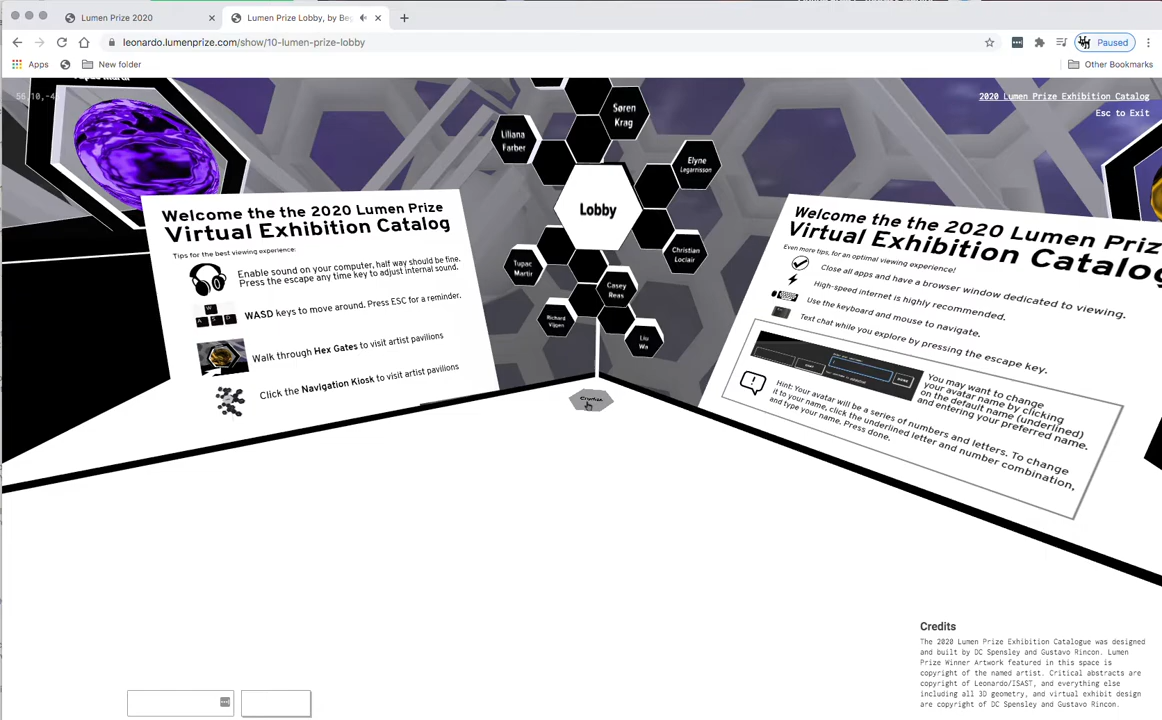 Lumen Prize 2020
Lumen Prize Lobby, by Be
leonardo.lumenprize.com/show/10-lumen-prize-lobby
Paused
Apps
New folder
Other Bookmarks
2020 Lumen Prize Exhibition Catalog
Esc to Exit
Søren
Krag
Liliana
Farber
Elyne
Legarnisson
Lobby
Christian
Loclair
Tupac
Martir
Casey
Reas
Richard
Vijgen
Liu
Wa
Credits
Welcome the the 2020 Lumen Prize
Virtual Exhibition Catalog
Tips for the best viewing experience:
Enable sound on your computer, half way should be fine.
Press the escape any time key to adjust internal sound.
W
A S D
WASD keys to move around. Press ESC for a reminder.
Walk through Hex Gates to visit artist pavilions
Click the Navigation Kiosk to visit artist pavilions
Welcome the the 2020 Lumen Priz
Virtual Exhibition Catalog
Even more tips, for an optimal viewing experience!
Close all apps and have a browser window dedicated to viewing.
High-speed internet is highly recommended.
Use the keyboard and mouse to navigate.
Text chat while you explore by pressing the escape key.
You may want to change
your avatar name by clicking
on the default name (underlined)
and entering your preferred name.
Hint: Your avatar will be a series of numbers and letters. To change
it to your name, click the underlined letter and number combination,
and type your name. Press done.
Credits
The 2020 Lumen Prize Exhibition Catalogue was designed
and built by DC Spensley and Gustavo Rincon. Lumen
Prize Winner Artwork featured in this space is
copyright of the named artist. Critical abstracts are
copyright of Leonardo/ISAST, and everything else
including all 3D geometry, and virtual exhibit design
are copyright of DC Spensley and Gustavo Rincon.